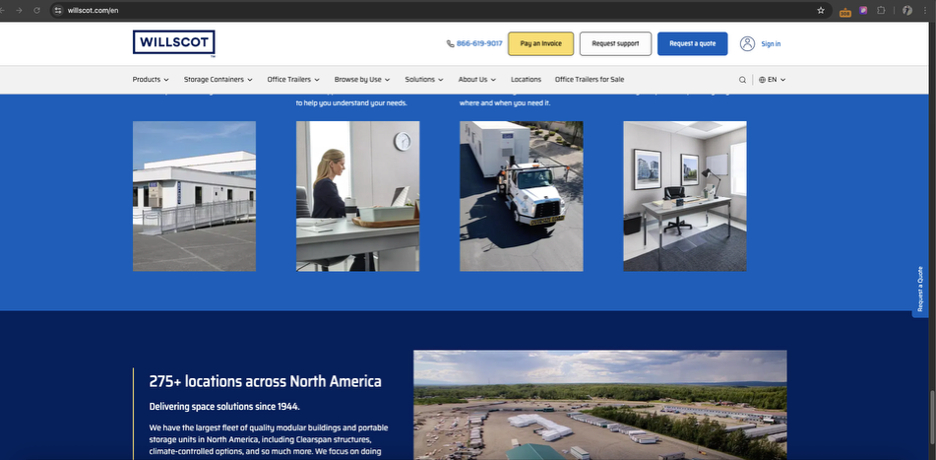 willscot.com/en
WILLSCOT
866-619-9017
Pay an Invoice
Request support
Request a quote
Sign in
Products
Storage Containers
Office Trailers
Browse by Use
Solutions
About Us
Locations
Office Trailers for Sale
EN
to help you understand your needs.
where and when you need it.
Request a Quote
275+ locations across North America
Delivering space solutions since 1944.
We have the largest fleet of quality modular buildings and portable
storage units in North America, including Clearspan structures,
climate-controlled options, and so much more. We focus on doing